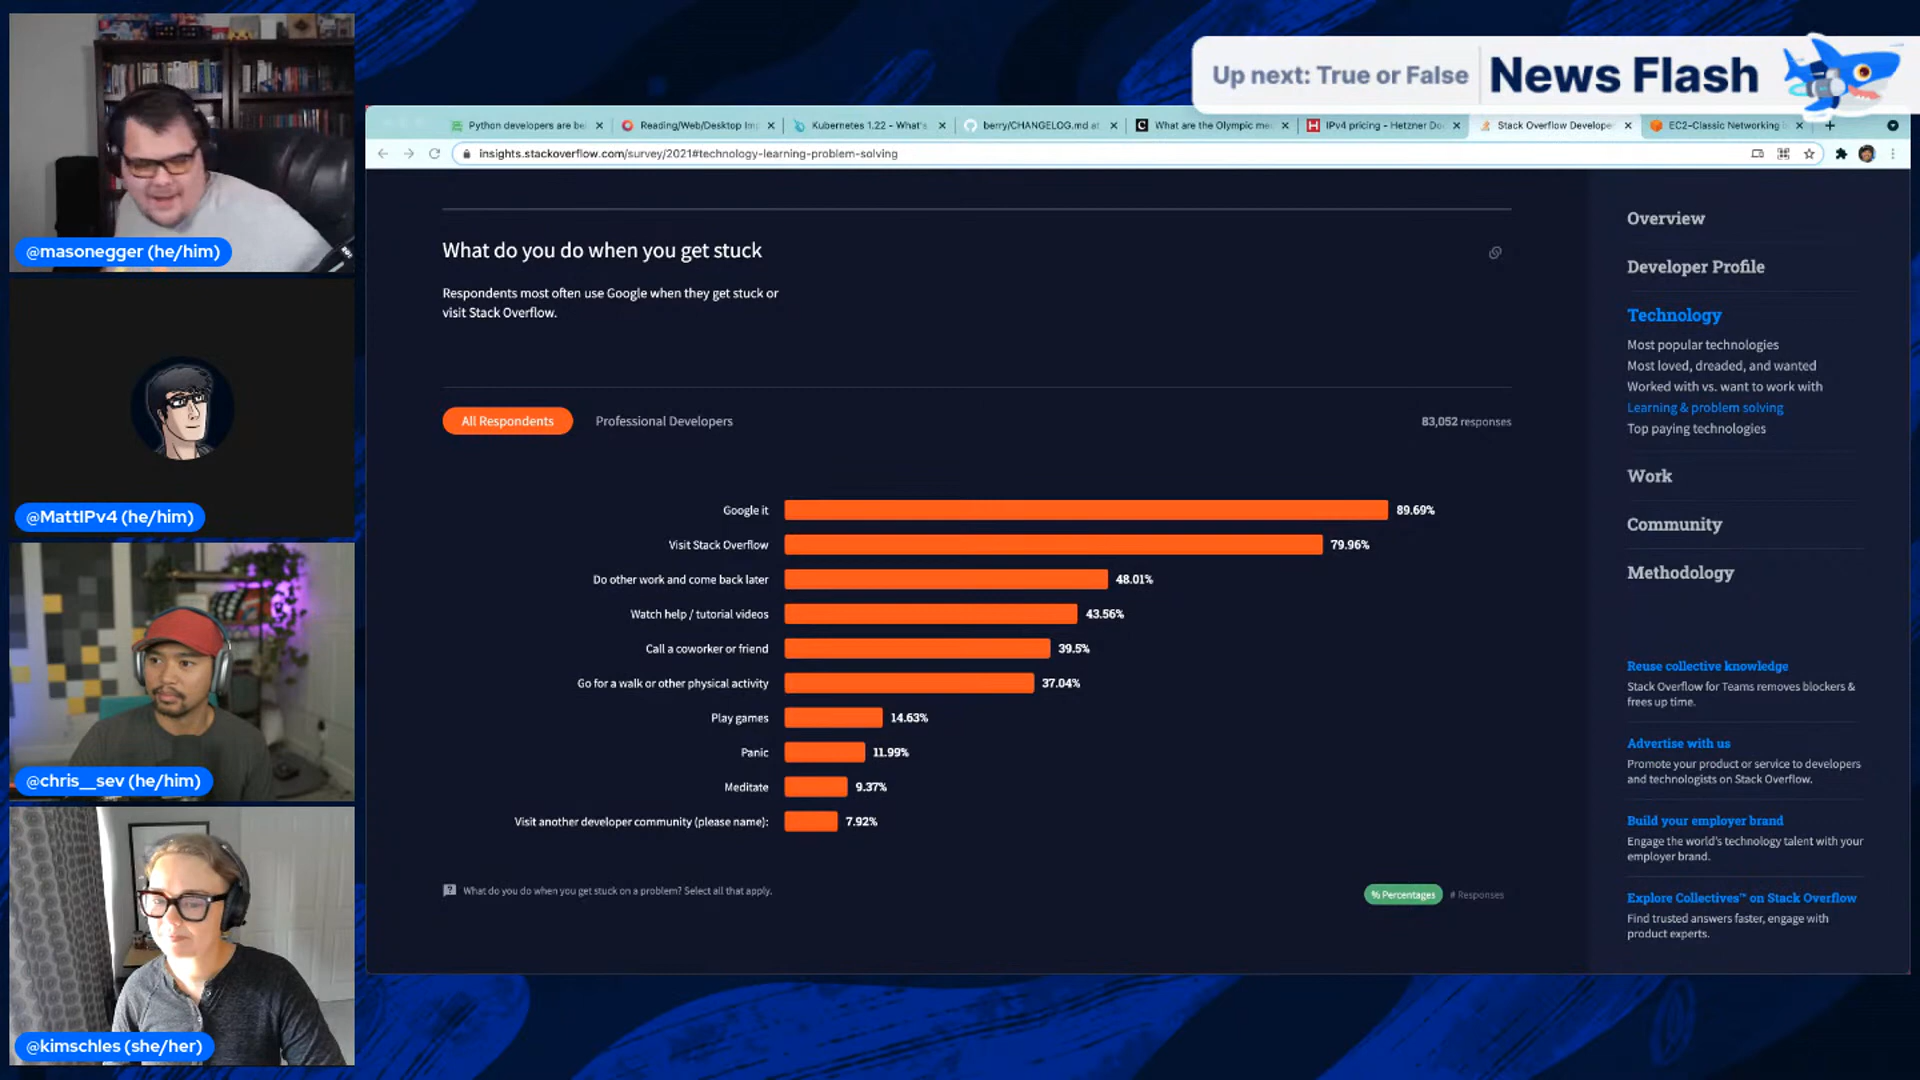 Up next: True or False
News Flash
Python developers are be
Reading/Web/Desktop Imp
Kubernetes 1.22 - What's
berry/CHANGELOG.md at
What are the Olympic me
IPv4 pricing - Hetzner Do
Stack Overflow Develope
EC2-Classic Networking i
insights.stackoverflow.com/survey/2021#technology-learning-problem-solving
What do you do when you get stuck
Respondents most often use Google when they get stuck or
visit Stack Overflow.
All Respondents
Professional Developers
83,052 responses
Google it
89.69%
Visit Stack Overflow
79.96%
Do other work and come back later
48.01%
Watch help / tutorial videos
43.56%
Call a coworker or friend
39.5%
Go for a walk or other physical activity
37.04%
Play games
14.63%
Panic
11.99%
Meditate
9.37%
Visit another developer community (please name):
7.92%
What do you do when you get stuck on a problem? Select all that apply.
% Percentages
# Responses
Overview
Developer Profile
Technology
Most popular technologies
Most loved, dreaded, and wanted
Worked with vs. want to work with
Learning & problem solving
Top paying technologies
Work
Community
Methodology
Reuse collective knowledge
Stack Overflow for Teams removes blockers &
frees up time.
Advertise with us
Promote your product or service to developers
and technologists on Stack Overflow.
Build your employer brand
Engage the world's technology talent with your
employer brand.
Explore Collectives™ on Stack Overflow
Find trusted answers faster, engage with
product experts.
@masonegger (he/him)
@MattIPv4 (he/him)
@chris__sev (he/him)
@kimschles (she/her)